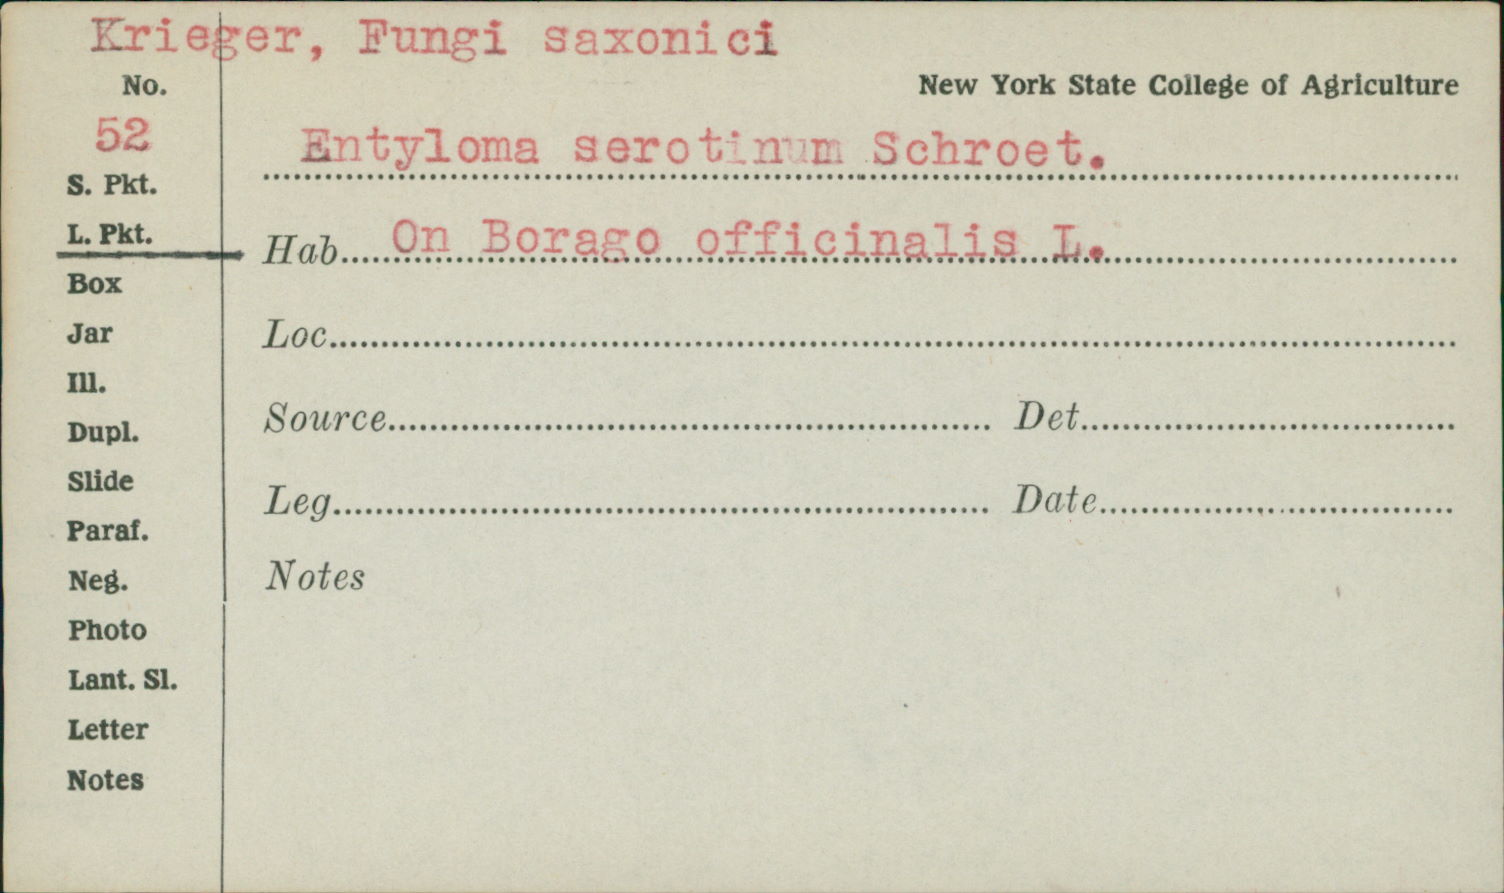 Krieger, Fungi saxonici
No.
New York State College of Agriculture
52
Entyloma serotinum Schroet.
S. Pkt.
L. Pkt.
Hab. On Borago officinalis L.
Box
Jar
Loc.
Ill.
Source
Det.
Dupl.
Slide
Leg.
Date
Paraf.
Neg.
Notes
Photo
Lant. Sl.
Letter
Notes